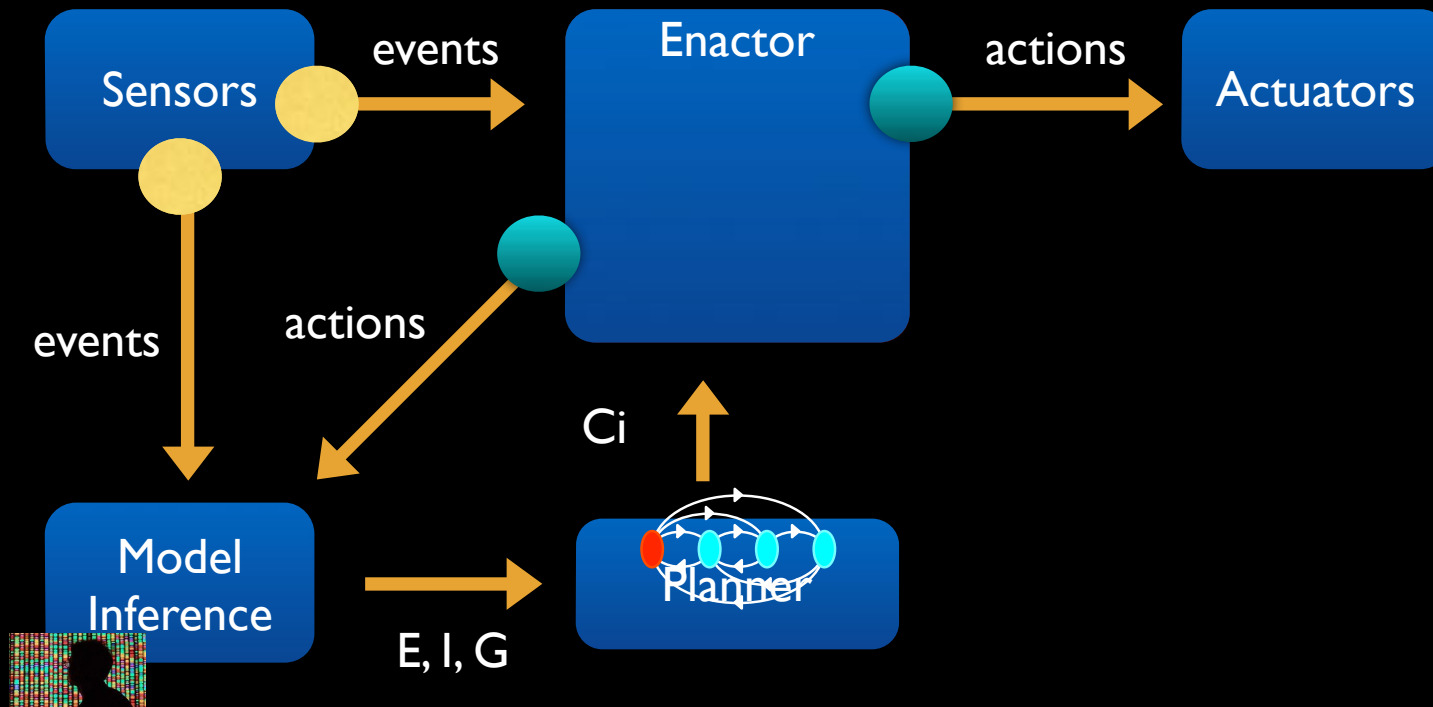 Sensors
events
Enactor
actions
Actuators
events
actions
Ci
Model
Inference
E, I, G
Planner